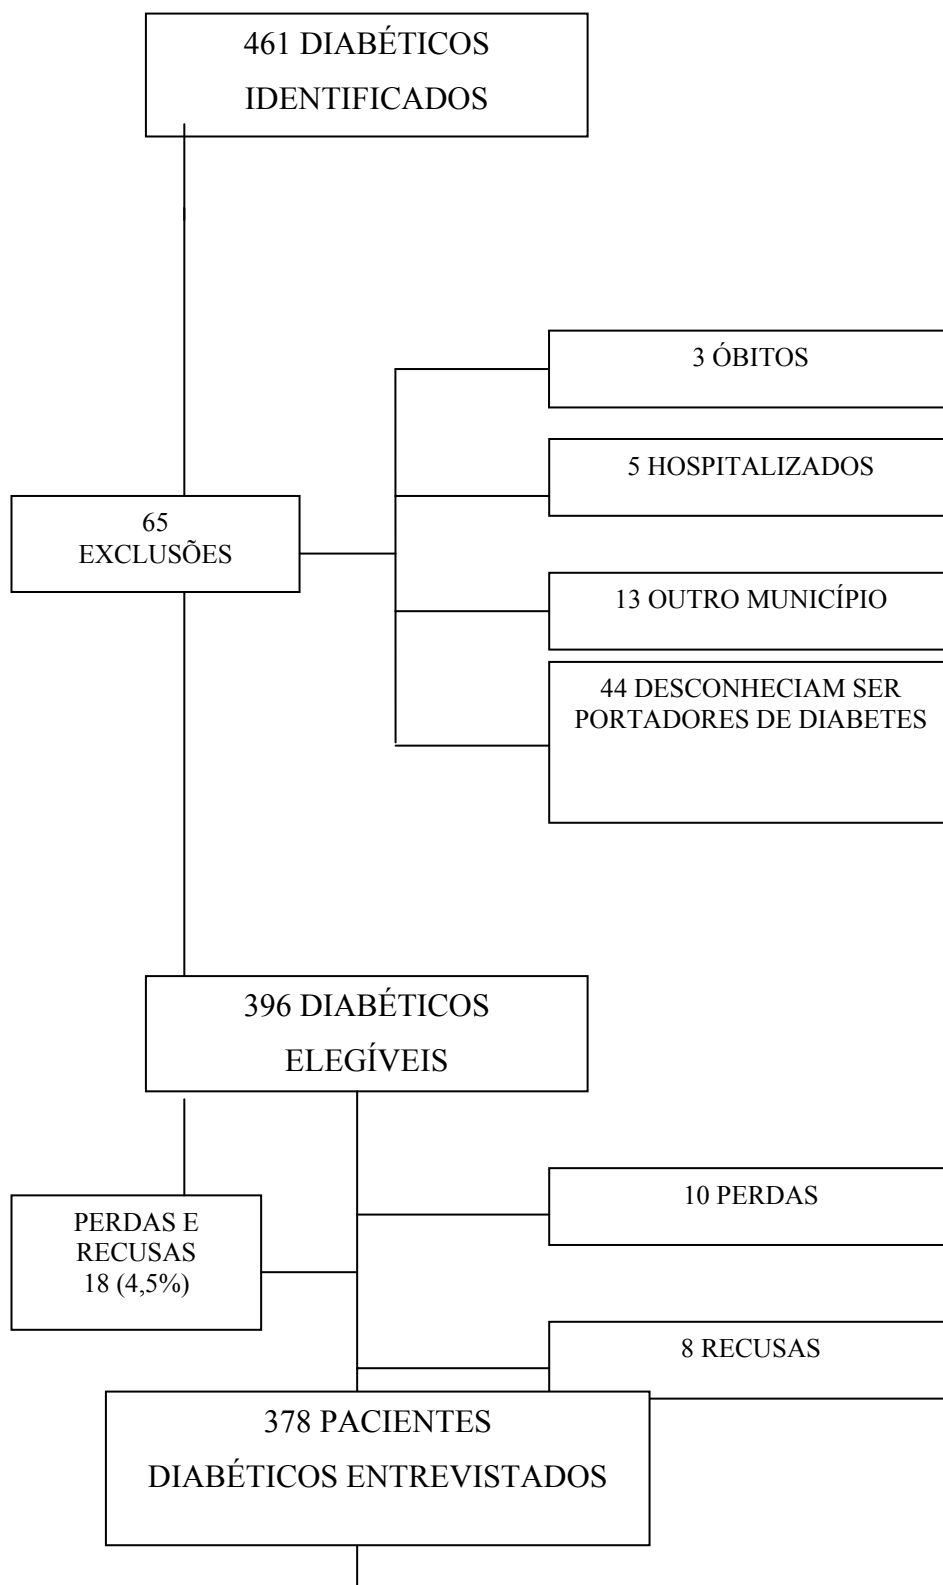 461 DIABÉTICOS
IDENTIFICADOS
3 ÓBITOS
5 HOSPITALIZADOS
65
EXCLUSÕES
13 OUTRO MUNICÍPIO
44 DESCONHECIAM SER
PORTADORES DE DIABETES
396 DIABÉTICOS
ELEGÍVEIS
10 PERDAS
PERDAS E
RECUSAS
18 (4,5%)
8 RECUSAS
378 PACIENTES
DIABÉTICOS ENTREVISTADOS